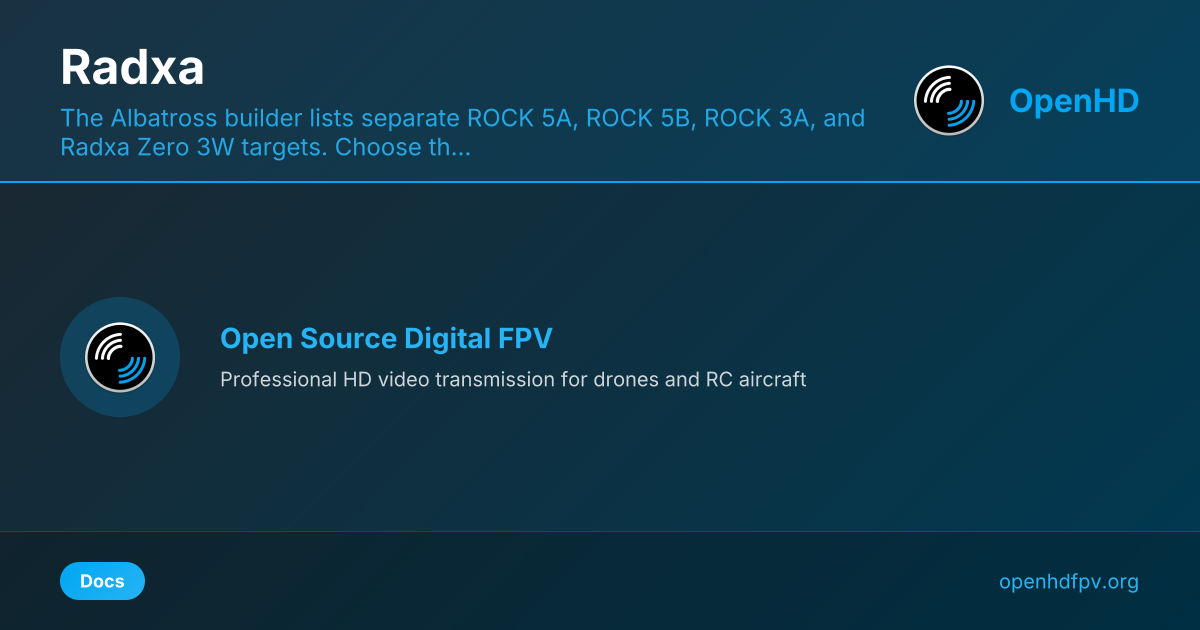 Radxa
The Albatross builder lists separate ROCK 5A, ROCK 5B, ROCK 3A, and
Radxa Zero 3W targets. Choose th...
OpenHD
Open Source Digital FPV
Professional HD video transmission for drones and RC aircraft
Docs
openhdfpv.org